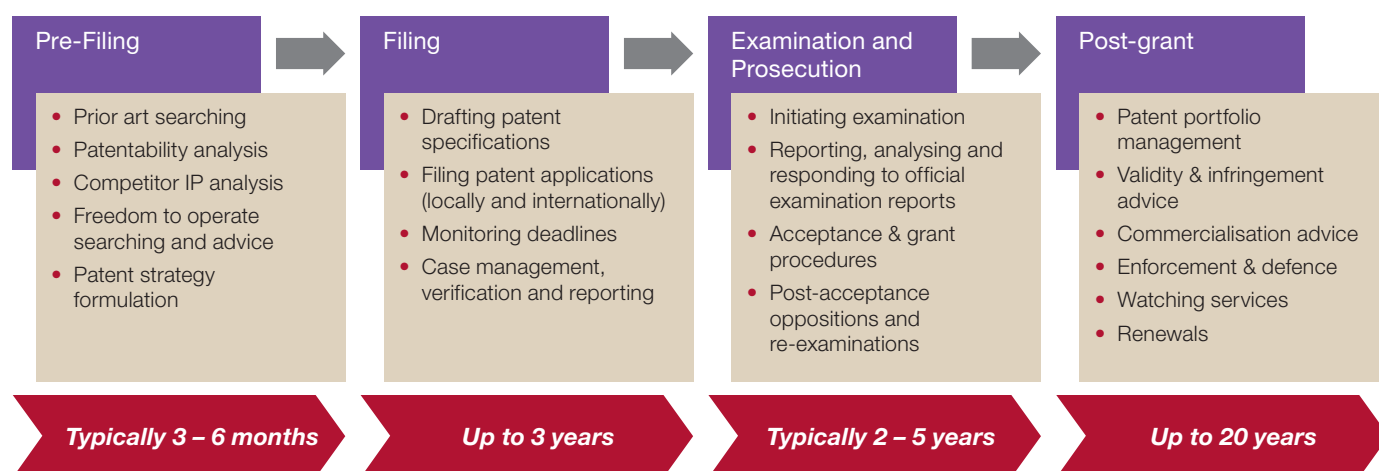 Pre-Filing
• Prior art searching
• Patentability analysis
• Competitor IP analysis
• Freedom to operate
searching and advice
• Patent strategy
formulation
Typically 3 – 6 months
Filing
• Drafting patent
specifications
• Filing patent applications
(locally and internationally)
• Monitoring deadlines
• Case management,
verification and reporting
Up to 3 years
Examination and
Prosecution
• Initiating examination
• Reporting, analysing and
responding to official
examination reports
• Acceptance & grant
procedures
• Post-acceptance
oppositions and
re-examinations
Typically 2 – 5 years
Post-grant
• Patent portfolio
management
• Validity & infringement
advice
• Commercialisation advice
• Enforcement & defence
• Watching services
• Renewals
Up to 20 years